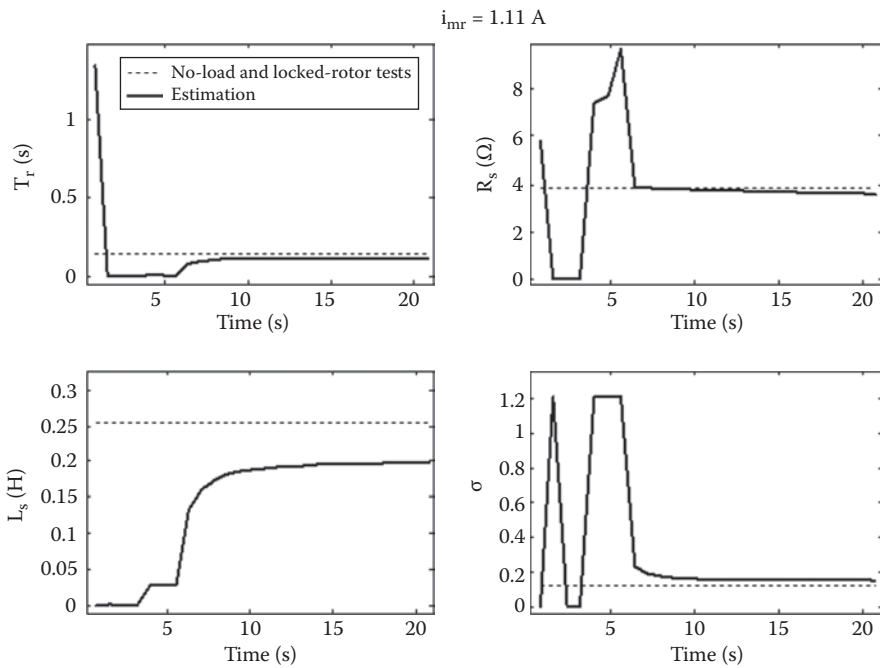 i_mr = 1.11 A
No-load and locked-rotor tests
Estimation
T_r (s)
1
0.5
0
5 10 15 20
Time (s)
R_s (Ω)
8
6
4
2
0
5 10 15 20
Time (s)
L_s (H)
0.3
0.25
0.2
0.15
0.1
0.05
0
5 10 15 20
Time (s)
σ
1.2
1
0.8
0.6
0.4
0.2
0
5 10 15 20
Time (s)